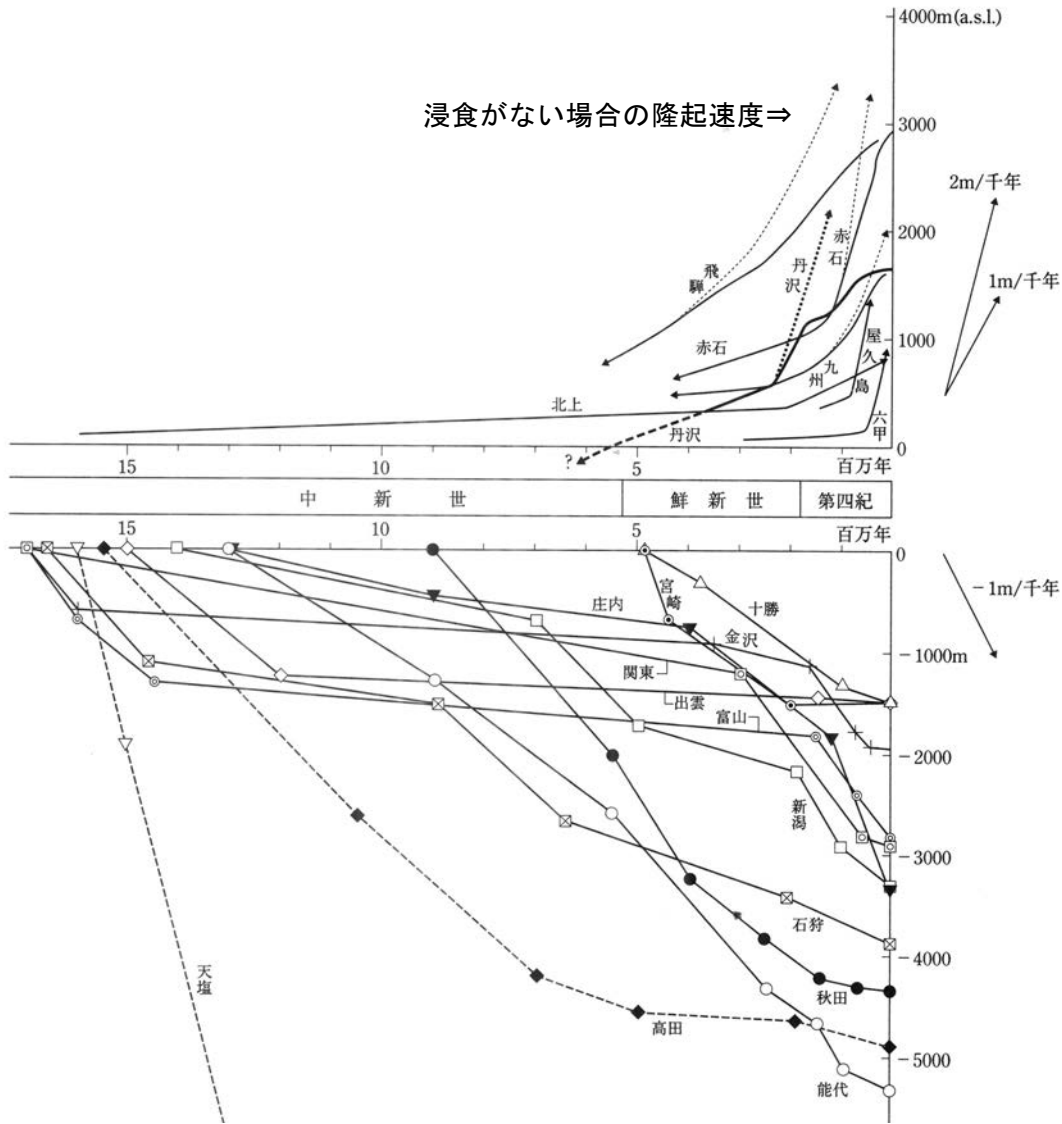 4000m(a.s.l.)
浸食がない場合の隆起速度⇒
3000
2m/千年
2000
赤石
丹沢
飛騨
1m/千年
赤石
1000
屋久島
九州
北上
六甲
丹沢
0
?
15
10
5
百万年
中新世
鮮新世
第四紀
15
10
5
百万年
0
宮崎
十勝
−1m/千年
庄内
金沢
関東
−1000m
出雲
富山
−2000
新潟
−3000
石狩
−4000
天塩
秋田
高田
−5000
能代